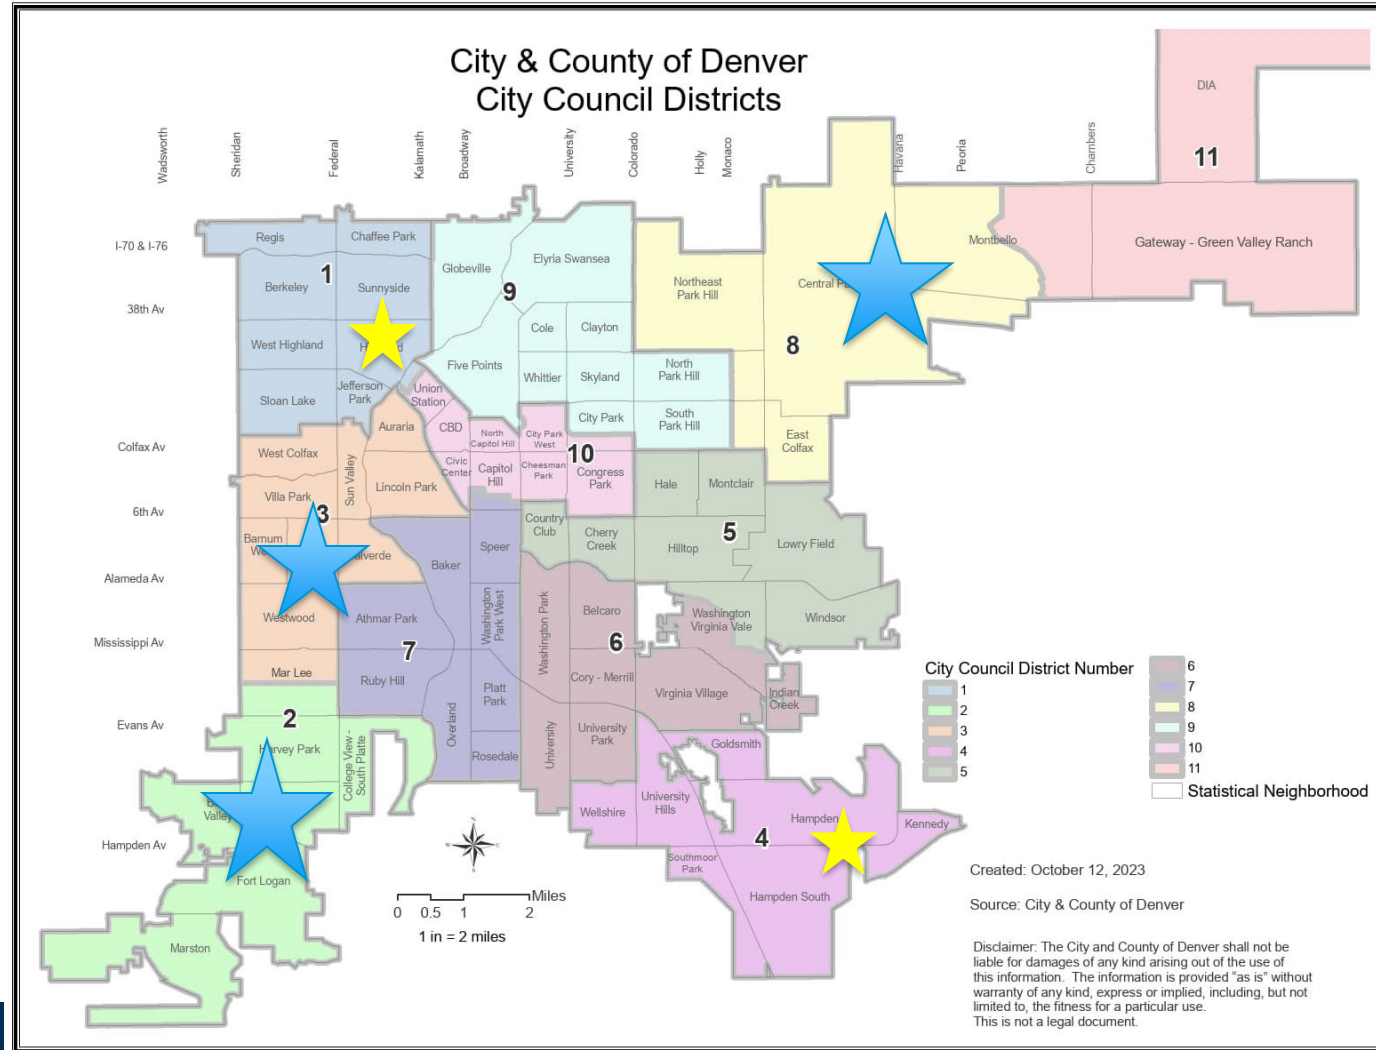 City & County of Denver
City Council Districts
Wadsworth
Sheridan
Federal
Kalamath
Broadway
University
Colorado
Holly
Monaco
Havana
Peoria
Chambers
I-70 & I-76
38th Av
Colfax Av
6th Av
Alameda Av
Mississippi Av
Evans Av
Hampden Av
DIA
11
Gateway - Green Valley Ranch
Montbello
Central
8
Northeast
Park Hill
East
Colfax
Regis
Chaffee Park
1
Berkeley
Sunnyside
West Highland
Sloan Lake
Jefferson
Park
Globeville
Elyria Swansea
9
Cole
Clayton
Five Points
Whittier
Skyland
City Park
North
Park Hill
South
Park Hill
Union
Station
CBD
North
Capitol Hill
City Park
West
10
Civic
Center
Capitol
Hill
Cheesman
Park
Congress
Park
Auraria
West Colfax
Sun Valley
Lincoln Park
Villa Park
3
Barnum
Westwood
Mar Lee
Hale
Montclair
5
Country
Club
Cherry
Creek
Hilltop
Lowry Field
Windsor
Washington
Virginia Vale
Baker
Speer
Washington
Park West
Athmar Park
7
Ruby Hill
Overland
Platt
Park
Rosedale
Washington Park
Belcaro
6
Cory - Merrill
Virginia Village
Indian
Creek
University
University
Park
2
Harvey Park
College View -
South Platte
Valley
Fort Logan
Marston
Goldsmith
University
Hills
Wellshire
Hampden
Kennedy
4
Southmoor
Park
Hampden South
N
W
E
S
Miles
0 0.5 1 2
1 in = 2 miles
City Council District Number
1
2
3
4
5
6
7
8
9
10
11
Statistical Neighborhood
Created: October 12, 2023
Source: City & County of Denver
Disclaimer: The City and County of Denver shall not be
liable for damages of any kind arising out of the use of
this information. The information is provided "as is" without
warranty of any kind, express or implied, including, but not
limited to, the fitness for a particular use.
This is not a legal document.